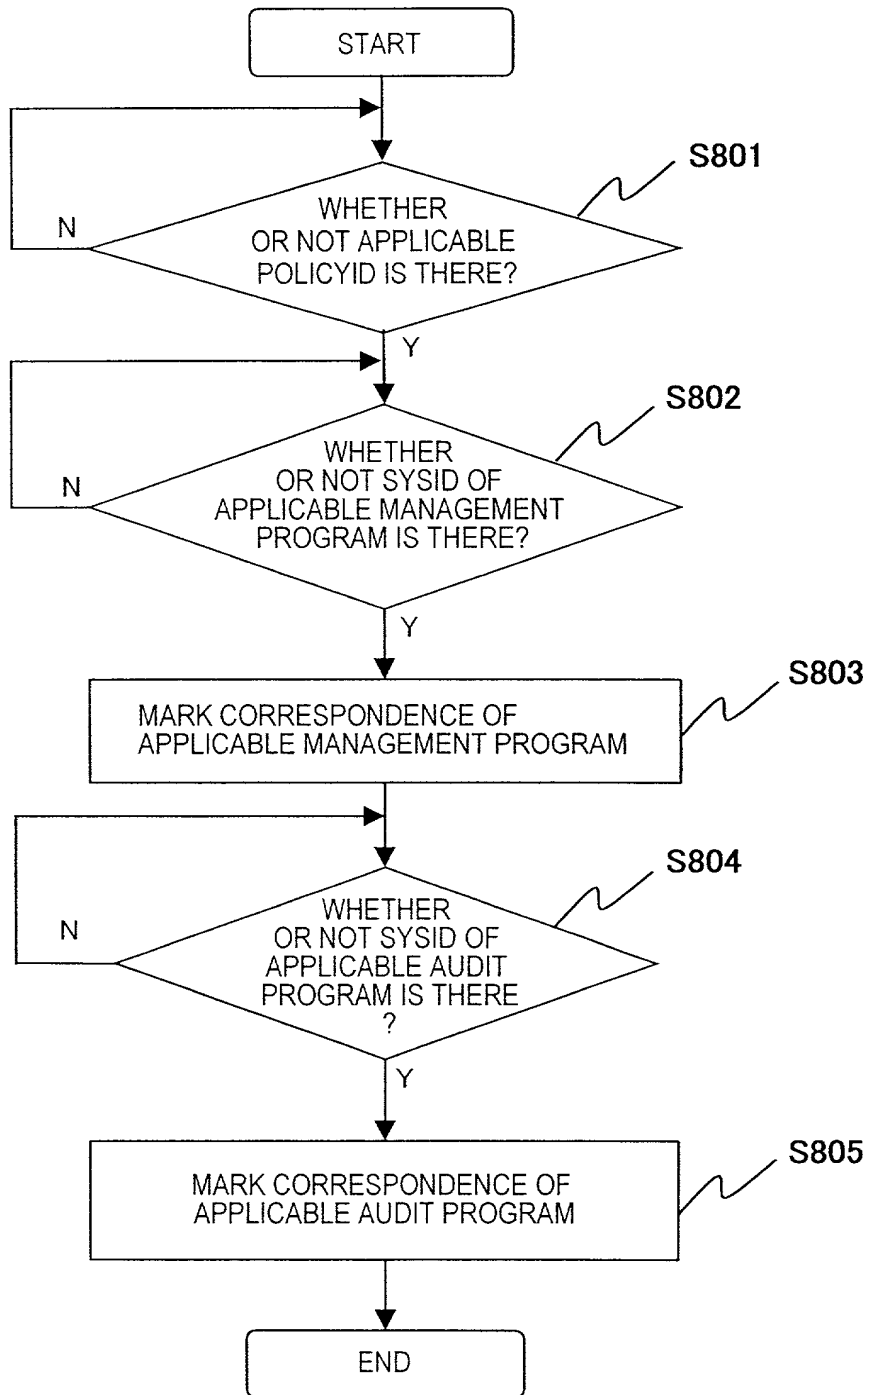 START
S801
WHETHER
OR NOT APPLICABLE
POLICYID IS THERE?
N
Y
S802
WHETHER
OR NOT SYSID OF
APPLICABLE MANAGEMENT
PROGRAM IS THERE?
N
Y
S803
MARK CORRESPONDENCE OF
APPLICABLE MANAGEMENT PROGRAM
S804
WHETHER
OR NOT SYSID OF
APPLICABLE AUDIT
PROGRAM IS THERE
?
N
Y
S805
MARK CORRESPONDENCE OF
APPLICABLE AUDIT PROGRAM
END